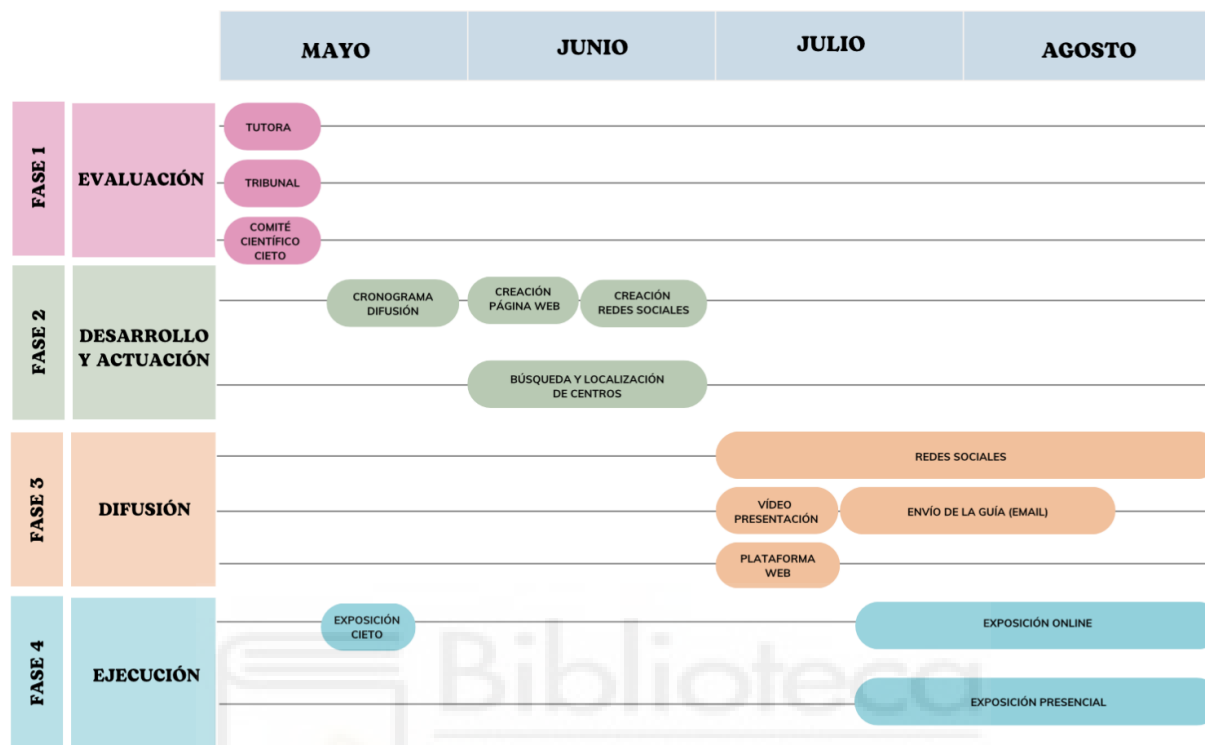 MAYO
JUNIO
JULIO
AGOSTO
FASE 1
EVALUACIÓN
TUTORA
TRIBUNAL
COMITÉ
CIENTÍFICO
CIETO
FASE 2
DESARROLLO
Y ACTUACIÓN
CRONOGRAMA
DIFUSIÓN
CREACIÓN
PÁGINA WEB
CREACIÓN
REDES SOCIALES
BÚSQUEDA Y LOCALIZACIÓN
DE CENTROS
FASE 3
DIFUSIÓN
REDES SOCIALES
VÍDEO
PRESENTACIÓN
ENVÍO DE LA GUÍA (EMAIL)
PLATAFORMA
WEB
FASE 4
EJECUCIÓN
EXPOSICIÓN
CIETO
EXPOSICIÓN ONLINE
EXPOSICIÓN PRESENCIAL
Biblioteca